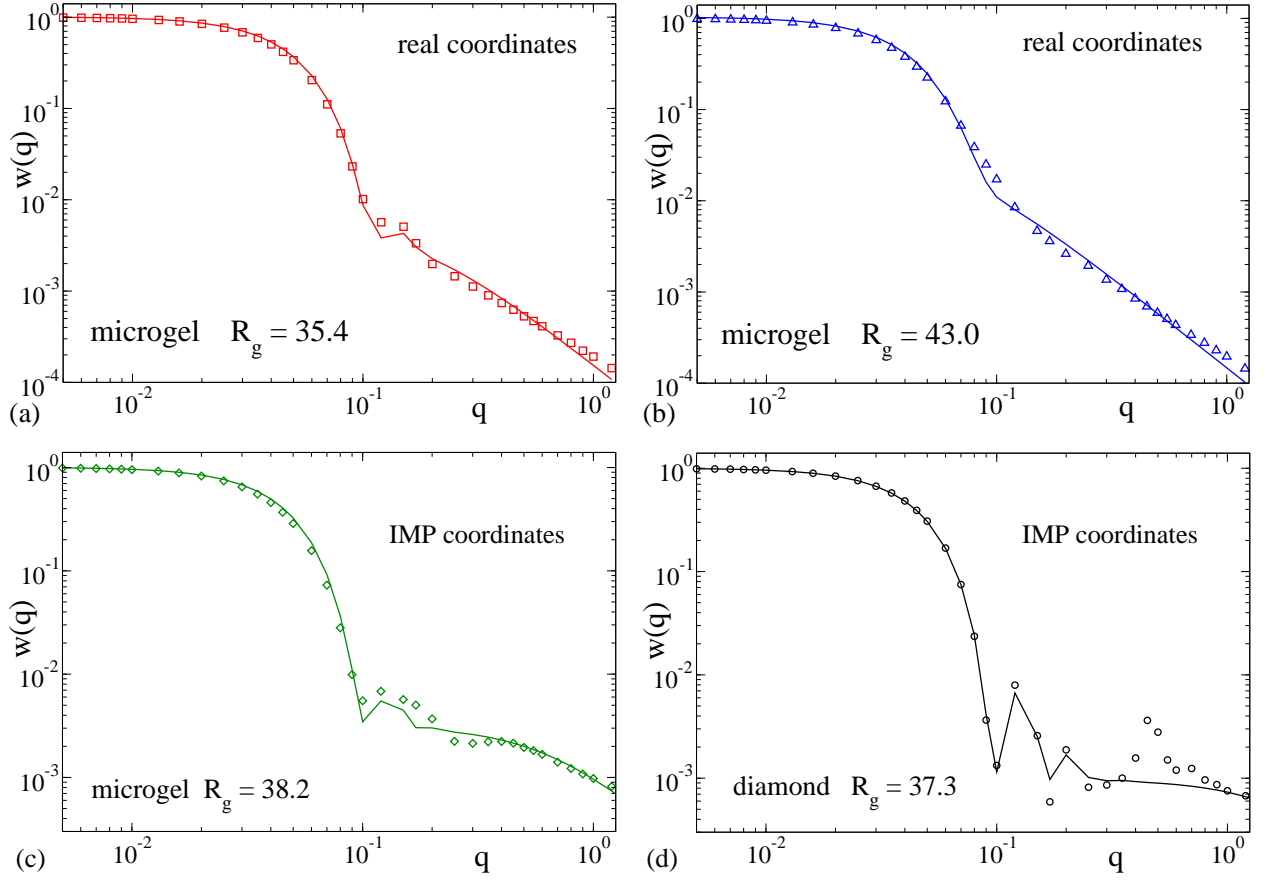 10^0
10^-1
10^-2
10^-3
10^-4
w(q)
real coordinates
microgel R_g = 35.4
10^-2
10^-1
10^0
q
(a)
10^0
10^-1
10^-2
10^-3
10^-4
w(q)
real coordinates
microgel R_g = 43.0
10^-2
10^-1
10^0
q
(b)
10^0
10^-1
10^-2
10^-3
w(q)
IMP coordinates
microgel R_g = 38.2
10^-2
10^-1
10^0
q
(c)
10^0
10^-1
10^-2
10^-3
w(q)
IMP coordinates
diamond R_g = 37.3
10^-2
10^-1
10^0
q
(d)